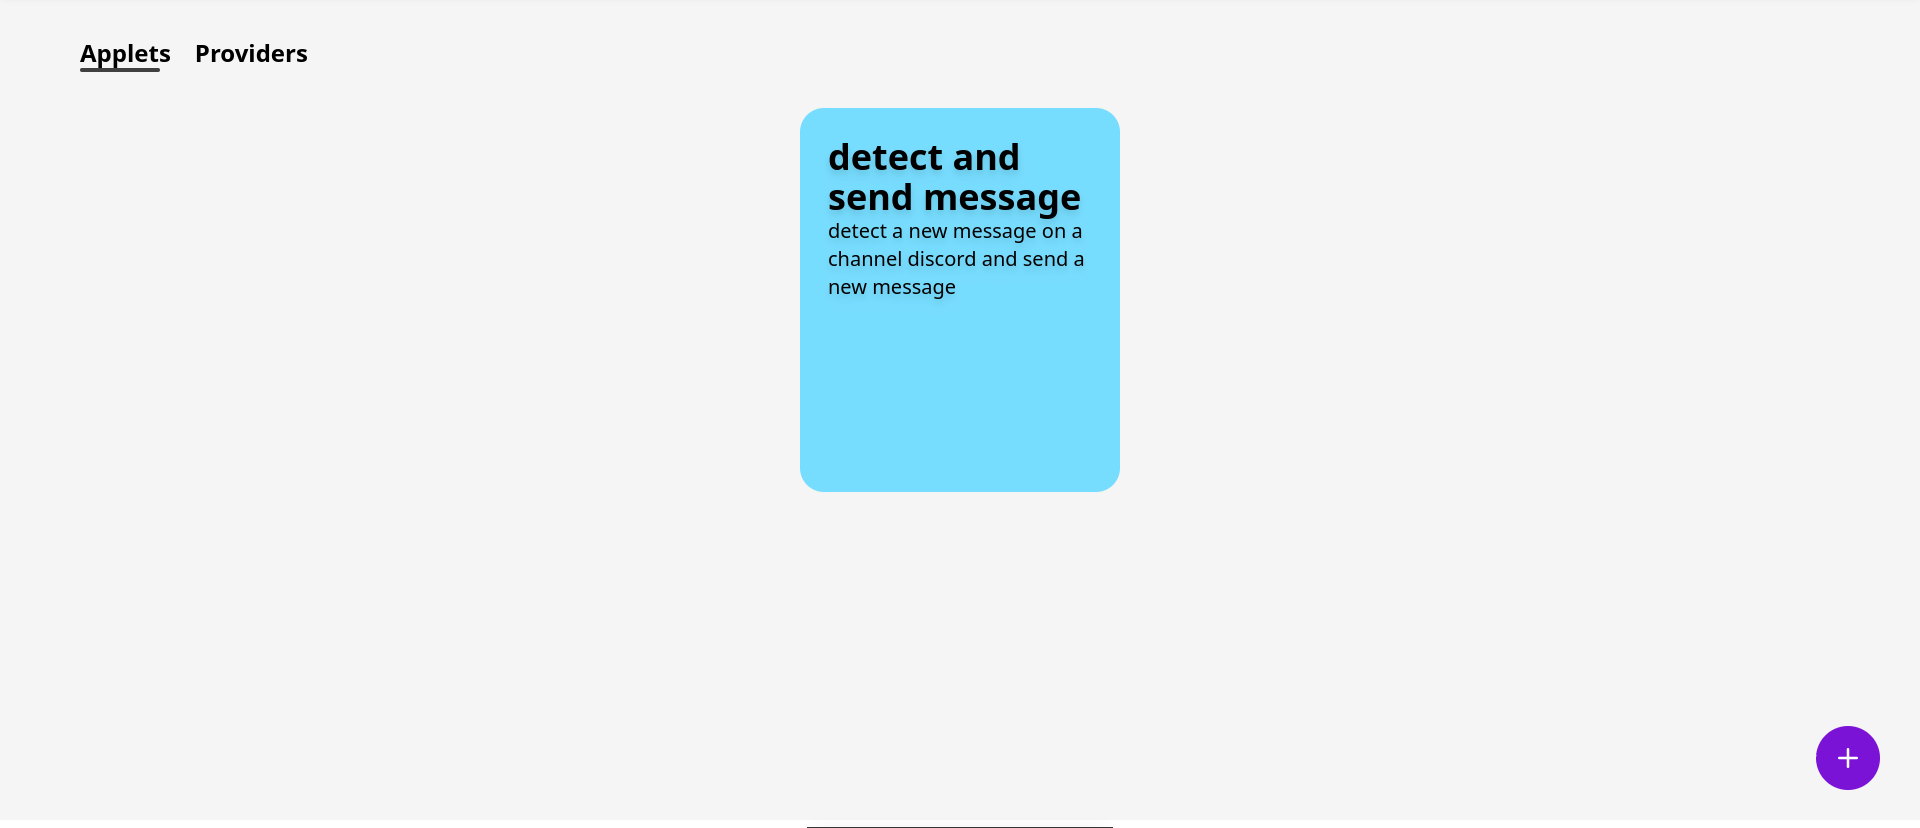 Applets Providers
detect and
send message
detect a new message on a
channel discord and send a
new message